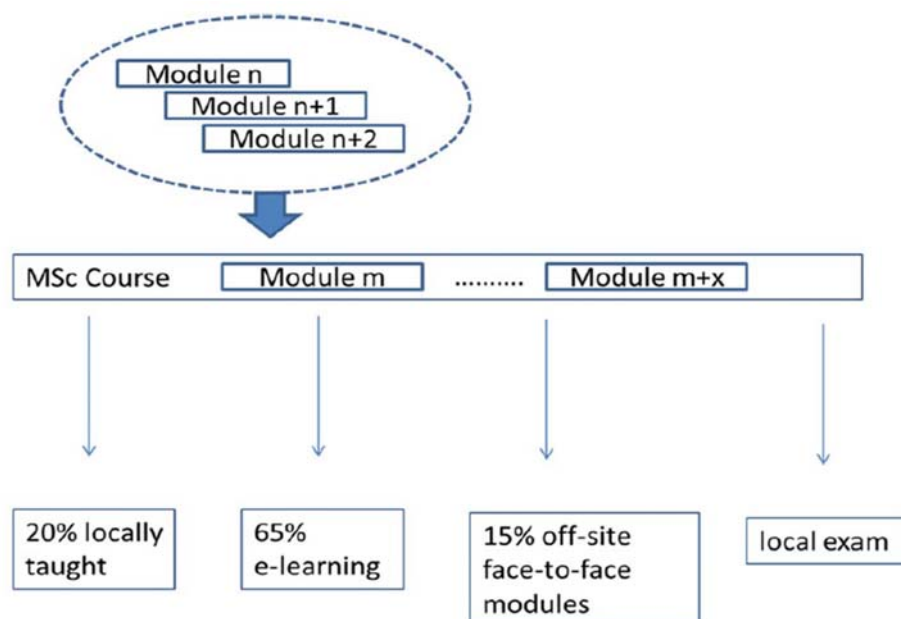 Module n
Module n+1
Module n+2
MSc Course
Module m
..........
Module m+x
20% locally
taught
65%
e-learning
15% off-site
face-to-face
modules
local exam